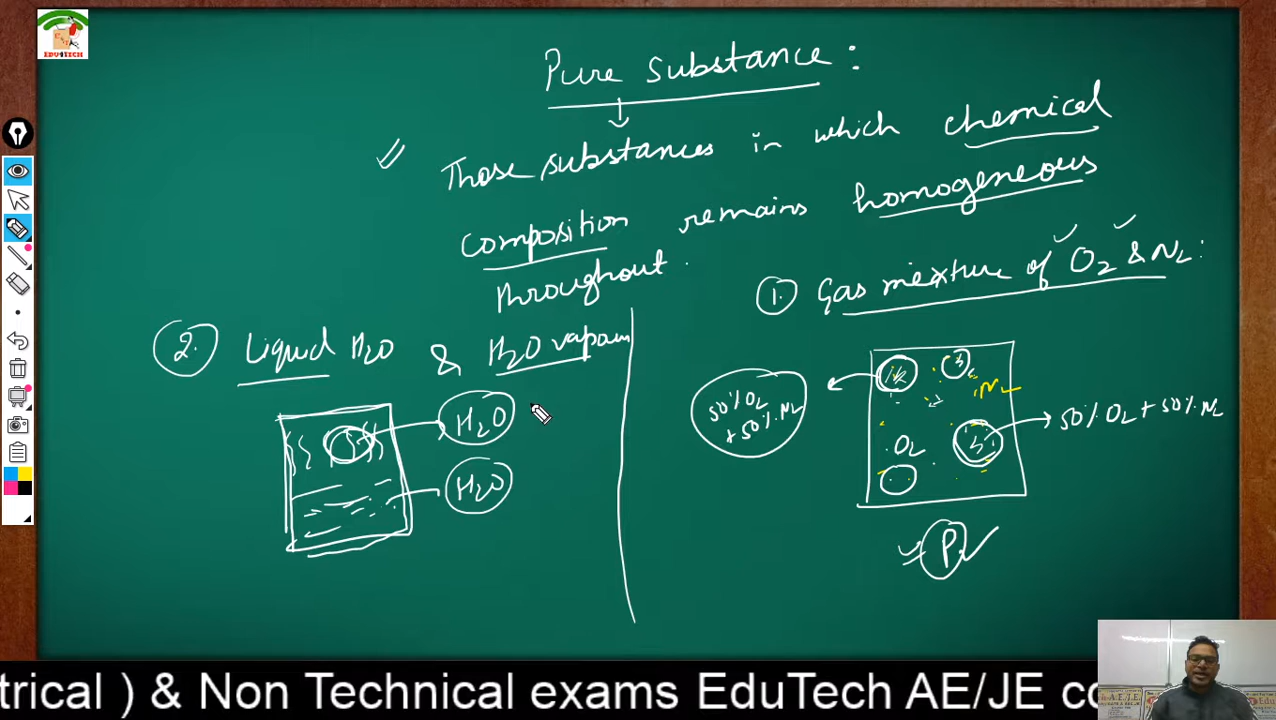 EDU4TECH
Pure substance :
Those substances in which chemical
composition remains homogeneous
throughout.
1. Gas mexture of O2 & N2 :
2. Liquid H2O & H2O vapour
50% O2
+ 50% N2
N2
O2
50% O2 + 50% N2
H2O
H2O
P
trical ) & Non Technical exams EduTech AE/JE co